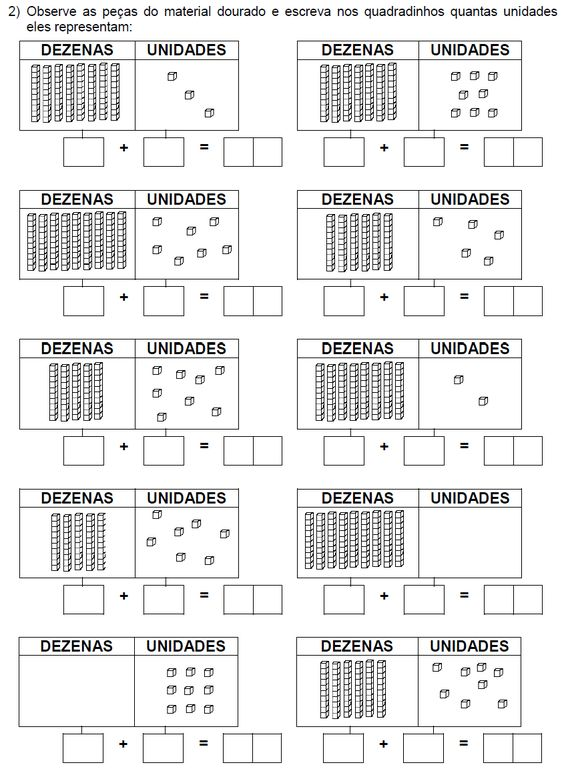 2) Observe as peças do material dourado e escreva nos quadradinhos quantas unidades
eles representam:
DEZENAS UNIDADES DEZENAS UNIDADES
+ = + =
DEZENAS UNIDADES DEZENAS UNIDADES
+ = + =
DEZENAS UNIDADES DEZENAS UNIDADES
+ = + =
DEZENAS UNIDADES DEZENAS UNIDADES
+ = + =
DEZENAS UNIDADES DEZENAS UNIDADES
+ = + =